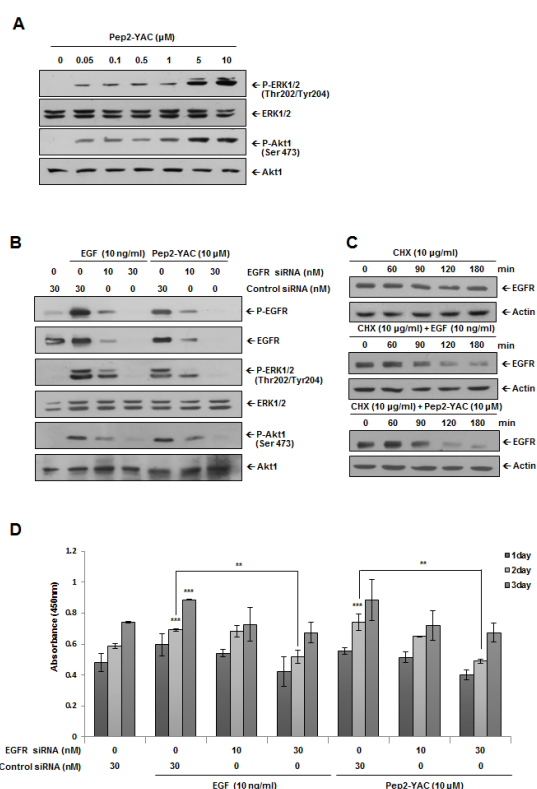 A
Pep2-YAC (µM)
0 0.05 0.1 0.5 1 5 10
P-ERK1/2
(Thr202/Tyr204)
ERK1/2
P-Akt1
(Ser 473)
Akt1
B
EGF (10 ng/ml) Pep2-YAC (10 µM)
0 0 10 30 0 10 30 EGFR siRNA (nM)
30 30 0 0 30 0 0 Control siRNA (nM)
P-EGFR
EGFR
P-ERK1/2
(Thr202/Tyr204)
ERK1/2
P-Akt1
(Ser 473)
Akt1
C
CHX (10 µg/ml)
0 60 90 120 180 min
EGFR
Actin
CHX (10 µg/ml) + EGF (10 ng/ml)
0 60 90 120 180 min
EGFR
Actin
CHX (10 µg/ml) + Pep2-YAC (10 µM)
0 60 90 120 180 min
EGFR
Actin
D
Absorbance (450nm)
1.2
1
0.8
0.6
0.4
0.2
0
** **
*** *** ***
1day
2day
3day
EGFR siRNA (nM) 0 0 10 30 0 10 30
Control siRNA (nM) 30 30 0 0 30 0 0
EGF (10 ng/ml) Pep2-YAC (10 µM)